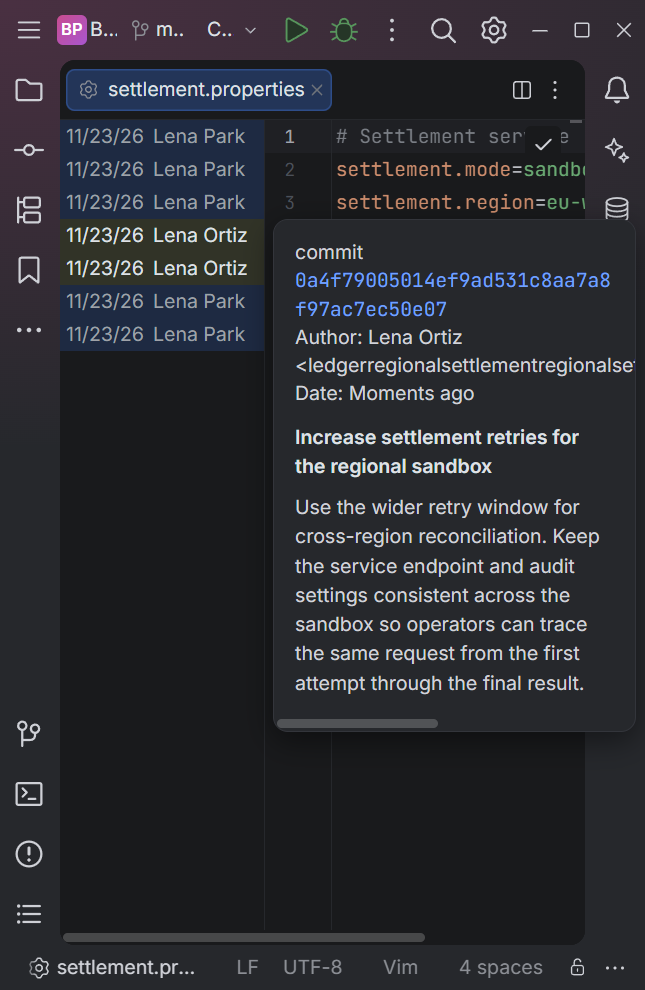 BP B... m... C..
settlement.properties
11/23/26 Lena Park 1 # Settlement ser e
11/23/26 Lena Park 2 settlement.mode=sandb
11/23/26 Lena Park 3 settlement.region=eu-
11/23/26 Lena Ortiz
11/23/26 Lena Ortiz
11/23/26 Lena Park
11/23/26 Lena Park
commit
0a4f79005014ef9ad531c8aa7a8
f97ac7ec50e07
Author: Lena Ortiz
<ledgerregionalsettlementregionalse
Date: Moments ago
Increase settlement retries for
the regional sandbox
Use the wider retry window for
cross-region reconciliation. Keep
the service endpoint and audit
settings consistent across the
sandbox so operators can trace
the same request from the first
attempt through the final result.
settlement.pr... LF UTF-8 Vim 4 spaces